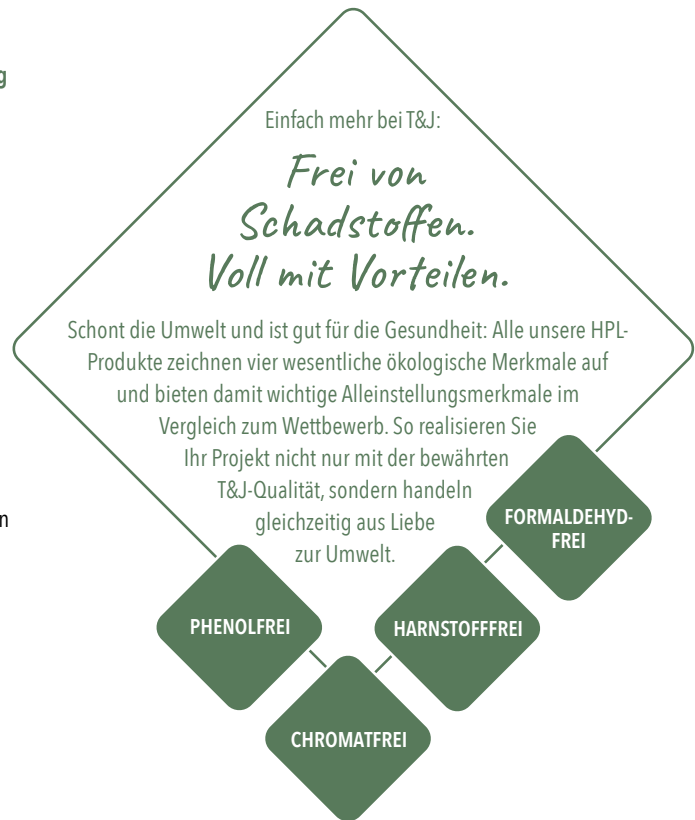 g
Einfach mehr bei T&J:
Frei von
Schadstoffen.
Voll mit Vorteilen.
Schont die Umwelt und ist gut für die Gesundheit: Alle unsere HPL-
Produkte zeichnen vier wesentliche ökologische Merkmale auf
und bieten damit wichtige Alleinstellungsmerkmale im
Vergleich zum Wettbewerb. So realisieren Sie
Ihr Projekt nicht nur mit der bewährten
T&J-Qualität, sondern handeln
gleichzeitig aus Liebe
zur Umwelt.
FORMALDEHYD-
FREI
PHENOLFREI
HARNSTOFFFREI
CHROMATFREI